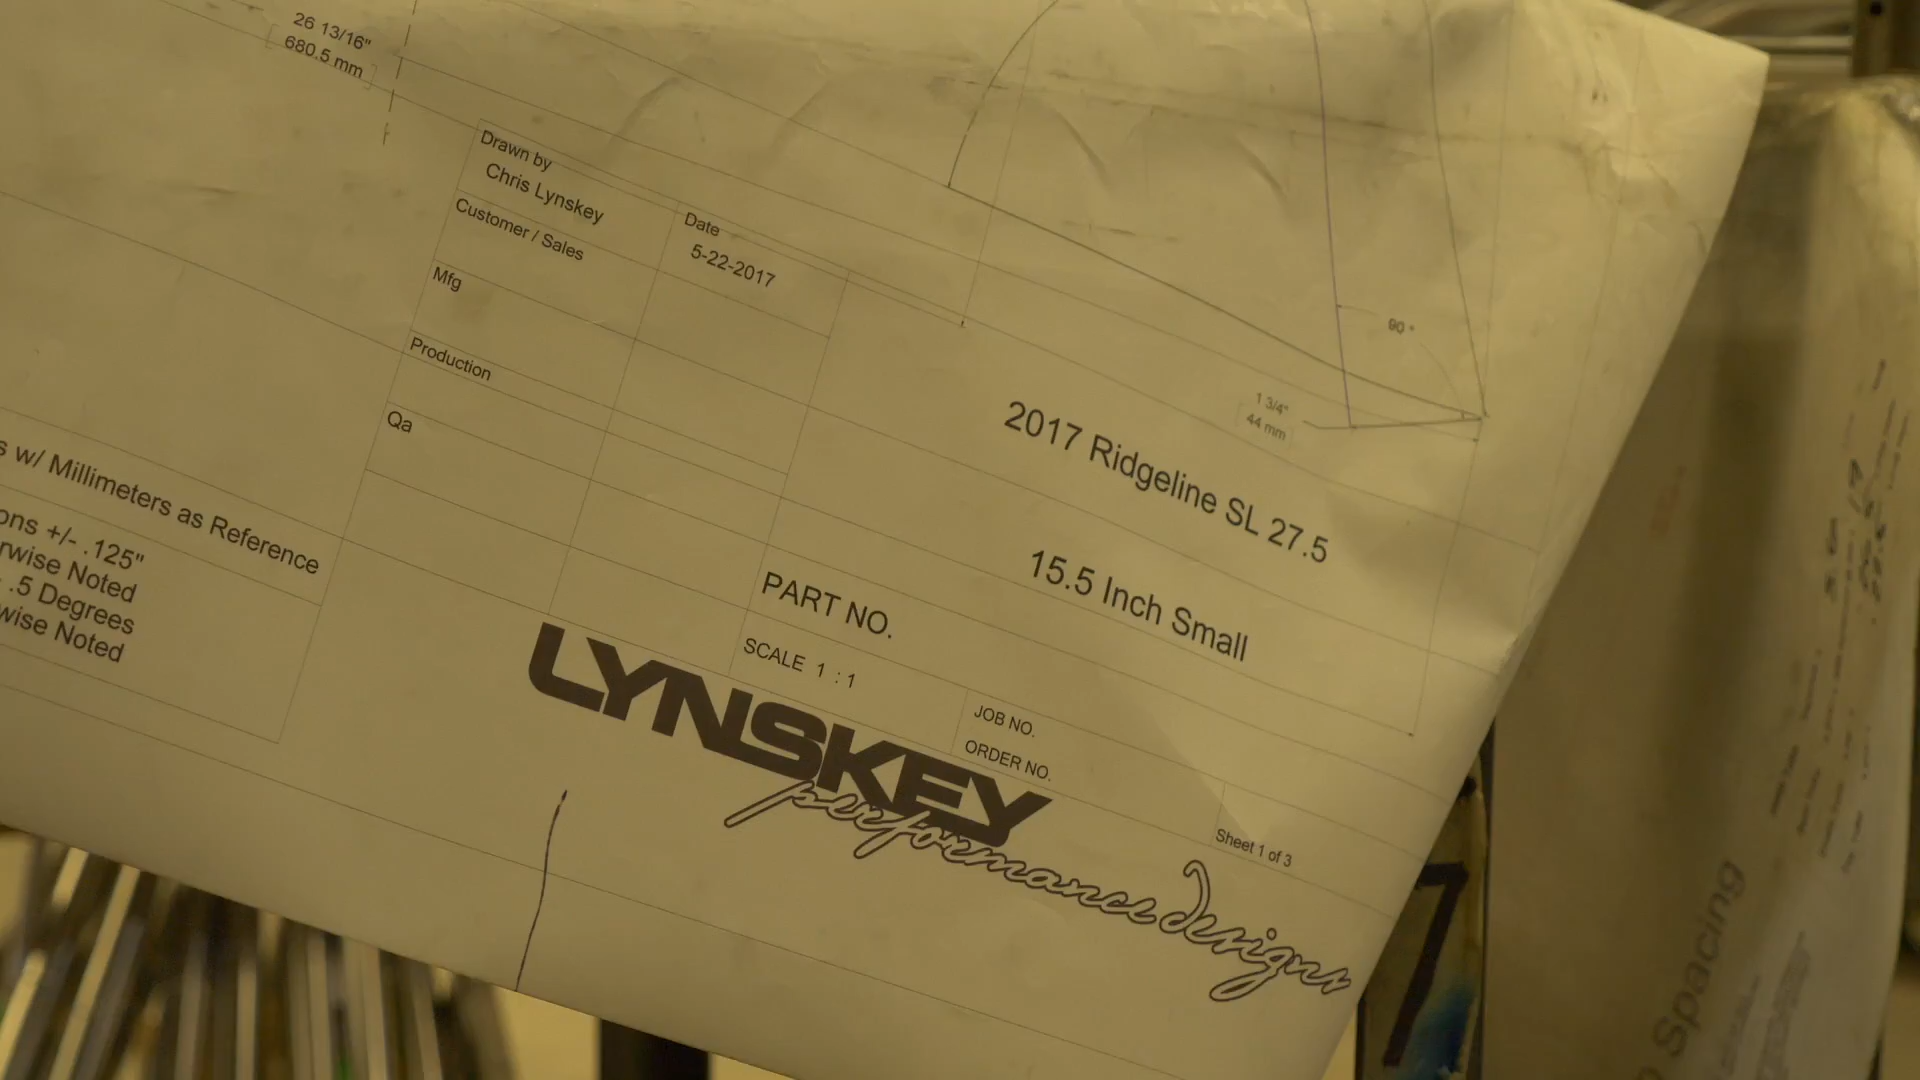 26 13/16"
680.5 mm
Drawn by
Chris Lynskey
Date
5-22-2017
Customer / Sales
Mfg
Production
Qa
90°
1 3/4"
44 mm
2017 Ridgeline SL 27.5
15.5 Inch Small
w/ Millimeters as Reference
+/- .125"
Noted
.5 Degrees
Noted
PART NO.
SCALE 1 : 1
JOB NO.
ORDER NO.
Sheet 1 of 3
LYNSKEY
performance designs
7
Spacing